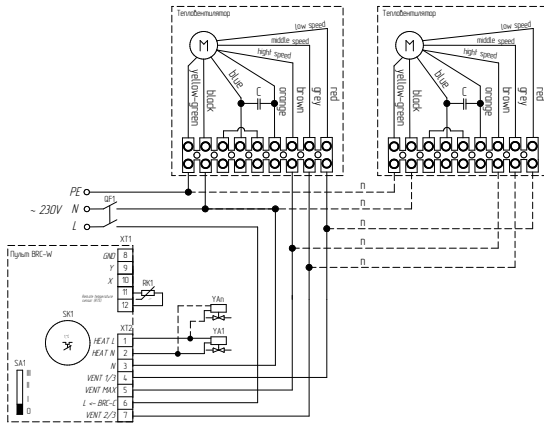 Тепловентилятор
low speed
middle speed
hight speed
M
C
yellow-green
black
blue
orange
brown
grey
red
Тепловентилятор
low speed
middle speed
hight speed
M
C
yellow-green
black
blue
orange
brown
grey
red
PE
n
~ 230V
N
QF1
n
L
n
n
n
Пульт BRC-W
XT1
GND 8
Y 9
X 10
11
12
RK1
Remote temperature
SK1
YAn
YA1
XT2
HEAT L 1
HEAT N 2
N 3
VENT 1/3 4
VENT MAX 5
L <- BRC-C 6
VENT 2/3 7
SA1
III
II
I
0